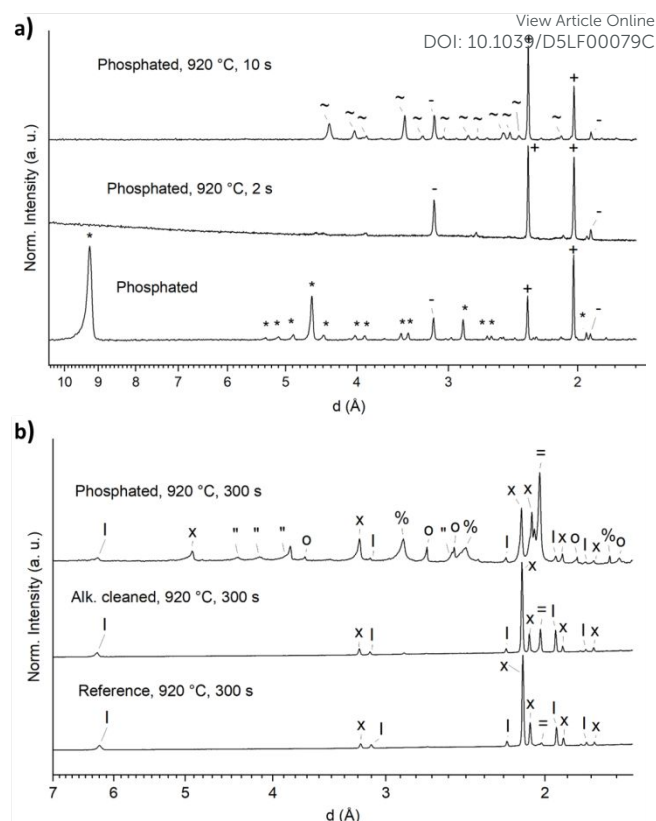 View Article Online
DOI: 10.1039/D5LF00079C
a)
Norm. Intensity (a. u.)
Phosphated, 920 °C, 10 s
~ ~ ~ ~ ~ - ~ ~ ~ ~ ~ ~ + ~ + -
Phosphated, 920 °C, 2 s
- + + -
Phosphated
* * * * * * * * * * - * * * + + * -
10 9 8 7 6 5 4 3 2
d (Å)
b)
Norm. Intensity (a. u.)
Phosphated, 920 °C, 300 s
I x " " " o x I % o " o % I x x = I x o I x % o
Alk. cleaned, 920 °C, 300 s
I x I I x = I x I x
Reference, 920 °C, 300 s
I x I I x x = I x I x
7 6 5 4 3 2
d (Å)